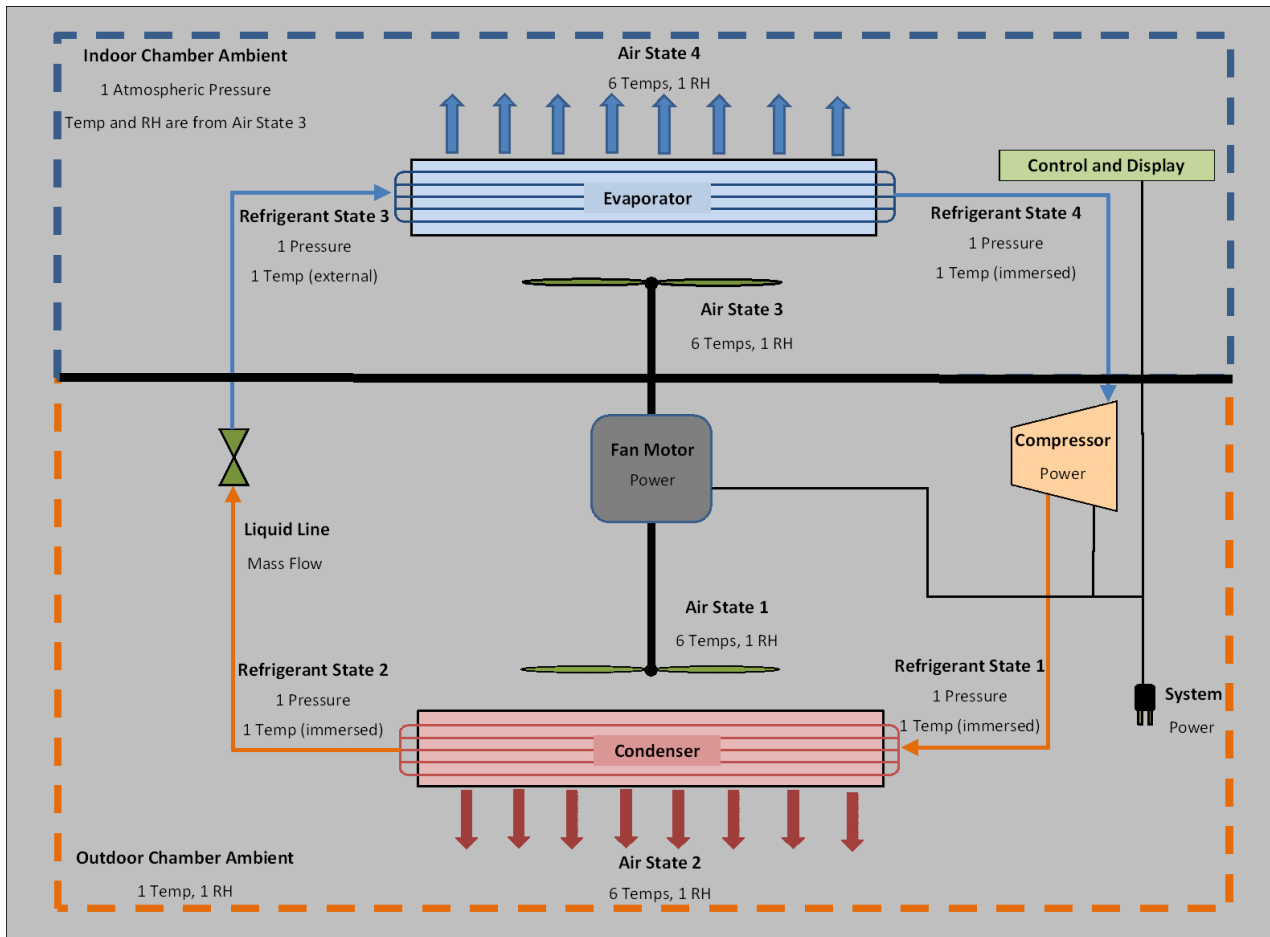 Indoor Chamber Ambient
1 Atmospheric Pressure
Temp and RH are from Air State 3
Air State 4
6 Temps, 1 RH
Control and Display
Evaporator
Refrigerant State 3
1 Pressure
1 Temp (external)
Refrigerant State 4
1 Pressure
1 Temp (immersed)
Air State 3
6 Temps, 1 RH
Fan Motor
Power
Compressor
Power
Liquid Line
Mass Flow
Air State 1
6 Temps, 1 RH
Refrigerant State 2
1 Pressure
1 Temp (immersed)
Refrigerant State 1
1 Pressure
1 Temp (immersed)
System
Power
Condenser
Outdoor Chamber Ambient
1 Temp, 1 RH
Air State 2
6 Temps, 1 RH